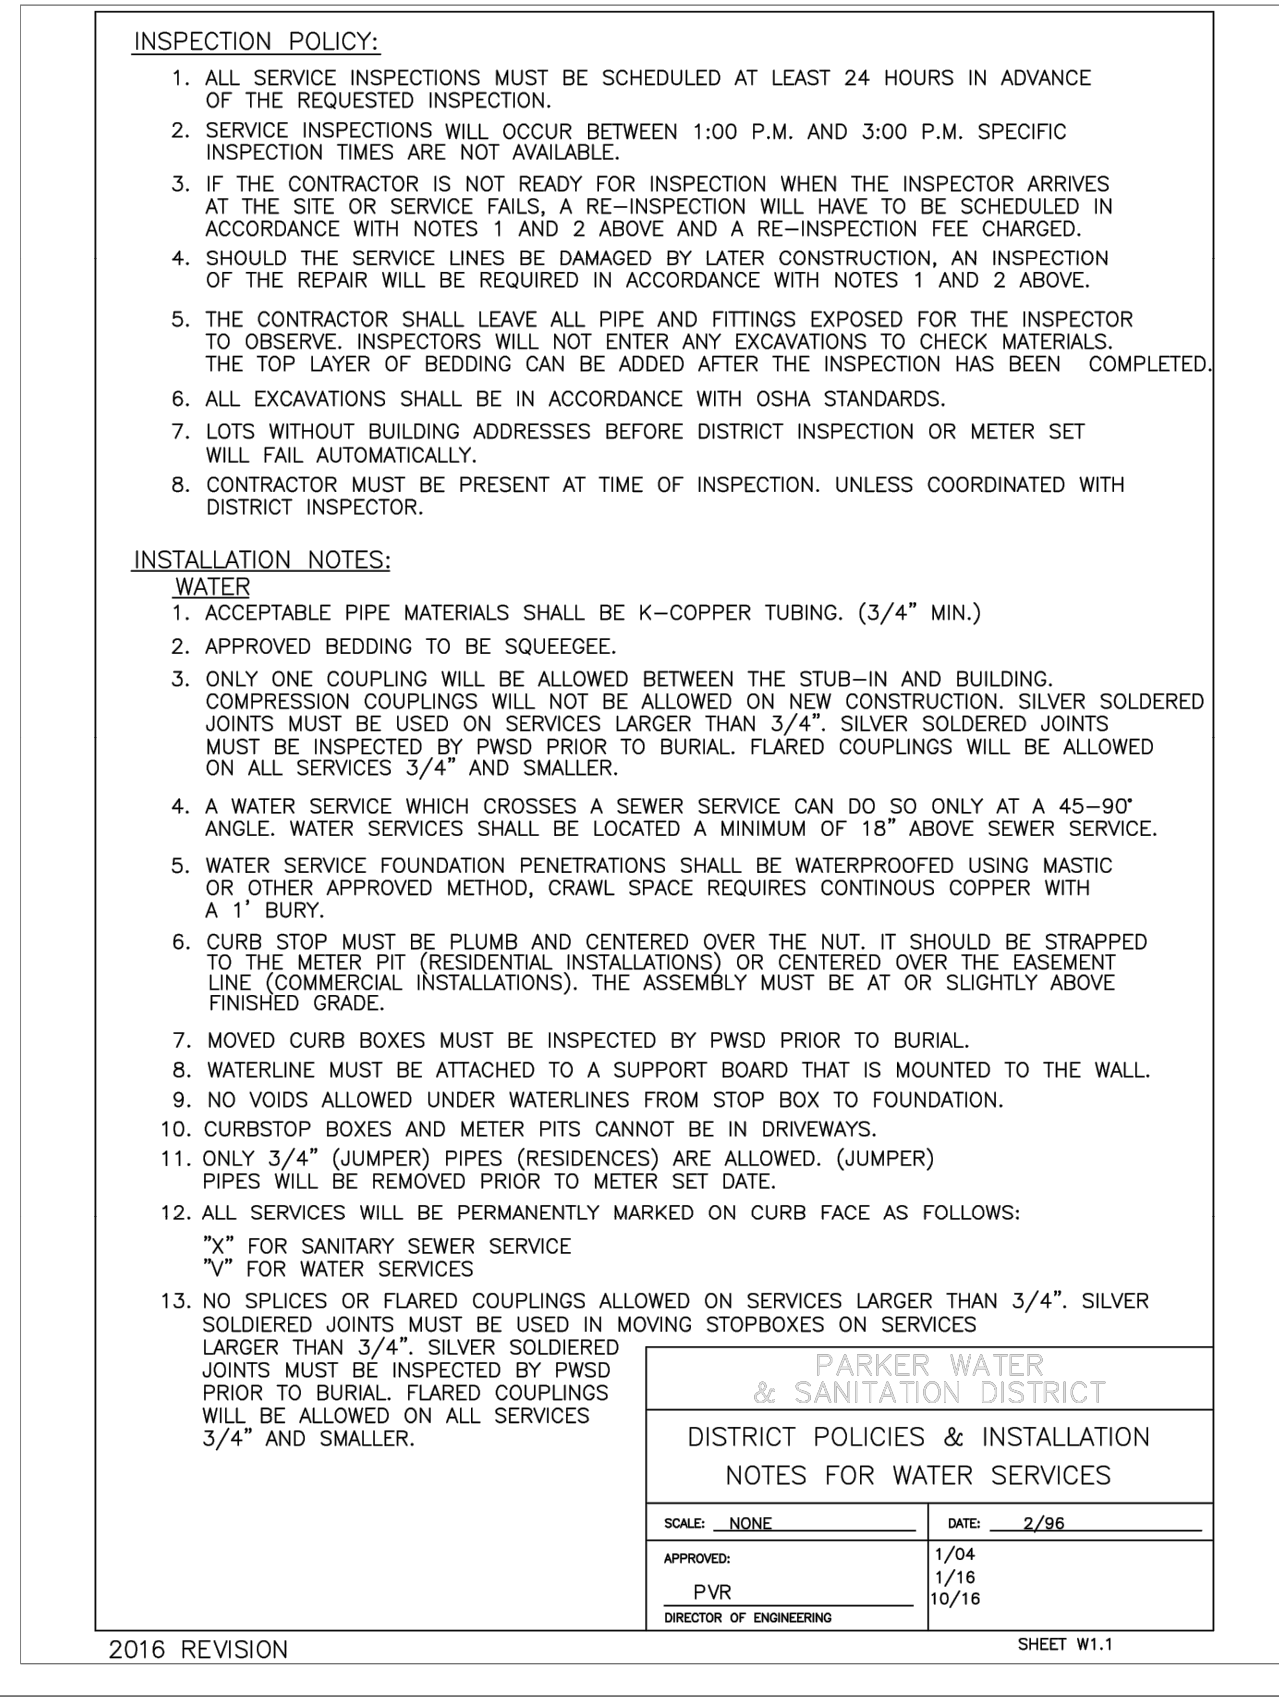 INSPECTION POLICY:
1. ALL SERVICE INSPECTIONS MUST BE SCHEDULED AT LEAST 24 HOURS IN ADVANCE
OF THE REQUESTED INSPECTION.
2. SERVICE INSPECTIONS WILL OCCUR BETWEEN 1:00 P.M. AND 3:00 P.M. SPECIFIC
INSPECTION TIMES ARE NOT AVAILABLE.
3. IF THE CONTRACTOR IS NOT READY FOR INSPECTION WHEN THE INSPECTOR ARRIVES
AT THE SITE OR SERVICE FAILS, A RE-INSPECTION WILL HAVE TO BE SCHEDULED IN
ACCORDANCE WITH NOTES 1 AND 2 ABOVE AND A RE-INSPECTION FEE CHARGED.
4. SHOULD THE SERVICE LINES BE DAMAGED BY LATER CONSTRUCTION, AN INSPECTION
OF THE REPAIR WILL BE REQUIRED IN ACCORDANCE WITH NOTES 1 AND 2 ABOVE.
5. THE CONTRACTOR SHALL LEAVE ALL PIPE AND FITTINGS EXPOSED FOR THE INSPECTOR
TO OBSERVE. INSPECTORS WILL NOT ENTER ANY EXCAVATIONS TO CHECK MATERIALS.
THE TOP LAYER OF BEDDING CAN BE ADDED AFTER THE INSPECTION HAS BEEN COMPLETED.
6. ALL EXCAVATIONS SHALL BE IN ACCORDANCE WITH OSHA STANDARDS.
7. LOTS WITHOUT BUILDING ADDRESSES BEFORE DISTRICT INSPECTION OR METER SET
WILL FAIL AUTOMATICALLY.
8. CONTRACTOR MUST BE PRESENT AT TIME OF INSPECTION. UNLESS COORDINATED WITH
DISTRICT INSPECTOR.
INSTALLATION NOTES:
WATER
1. ACCEPTABLE PIPE MATERIALS SHALL BE K-COPPER TUBING. (3/4" MIN.)
2. APPROVED BEDDING TO BE SQUEEGEE.
3. ONLY ONE COUPLING WILL BE ALLOWED BETWEEN THE STUB-IN AND BUILDING.
COMPRESSION COUPLINGS WILL NOT BE ALLOWED ON NEW CONSTRUCTION. SILVER SOLDERED
JOINTS MUST BE USED ON SERVICES LARGER THAN 3/4". SILVER SOLDERED JOINTS
MUST BE INSPECTED BY PWSD PRIOR TO BURIAL. FLARED COUPLINGS WILL BE ALLOWED
ON ALL SERVICES 3/4" AND SMALLER.
4. A WATER SERVICE WHICH CROSSES A SEWER SERVICE CAN DO SO ONLY AT A 45-90°
ANGLE. WATER SERVICES SHALL BE LOCATED A MINIMUM OF 18" ABOVE SEWER SERVICE.
5. WATER SERVICE FOUNDATION PENETRATIONS SHALL BE WATERPROOFED USING MASTIC
OR OTHER APPROVED METHOD, CRAWL SPACE REQUIRES CONTINOUS COPPER WITH
A 1' BURY.
6. CURB STOP MUST BE PLUMB AND CENTERED OVER THE NUT. IT SHOULD BE STRAPPED
TO THE METER PIT (RESIDENTIAL INSTALLATIONS) OR CENTERED OVER THE EASEMENT
LINE (COMMERCIAL INSTALLATIONS). THE ASSEMBLY MUST BE AT OR SLIGHTLY ABOVE
FINISHED GRADE.
7. MOVED CURB BOXES MUST BE INSPECTED BY PWSD PRIOR TO BURIAL.
8. WATERLINE MUST BE ATTACHED TO A SUPPORT BOARD THAT IS MOUNTED TO THE WALL.
9. NO VOIDS ALLOWED UNDER WATERLINES FROM STOP BOX TO FOUNDATION.
10. CURBSTOP BOXES AND METER PITS CANNOT BE IN DRIVEWAYS.
11. ONLY 3/4" (JUMPER) PIPES (RESIDENCES) ARE ALLOWED. (JUMPER)
PIPES WILL BE REMOVED PRIOR TO METER SET DATE.
12. ALL SERVICES WILL BE PERMANENTLY MARKED ON CURB FACE AS FOLLOWS:
"X" FOR SANITARY SEWER SERVICE
"V" FOR WATER SERVICES
13. NO SPLICES OR FLARED COUPLINGS ALLOWED ON SERVICES LARGER THAN 3/4". SILVER
SOLDIERED JOINTS MUST BE USED IN MOVING STOPBOXES ON SERVICES
LARGER THAN 3/4". SILVER SOLDIERED
JOINTS MUST BE INSPECTED BY PWSD
PRIOR TO BURIAL. FLARED COUPLINGS
WILL BE ALLOWED ON ALL SERVICES
3/4" AND SMALLER.
PARKER WATER
& SANITATION DISTRICT
DISTRICT POLICIES & INSTALLATION
NOTES FOR WATER SERVICES
SCALE: NONE
DATE: 2/96
APPROVED:
PVR
DIRECTOR OF ENGINEERING
1/04
1/16
10/16
2016 REVISION
SHEET W1.1